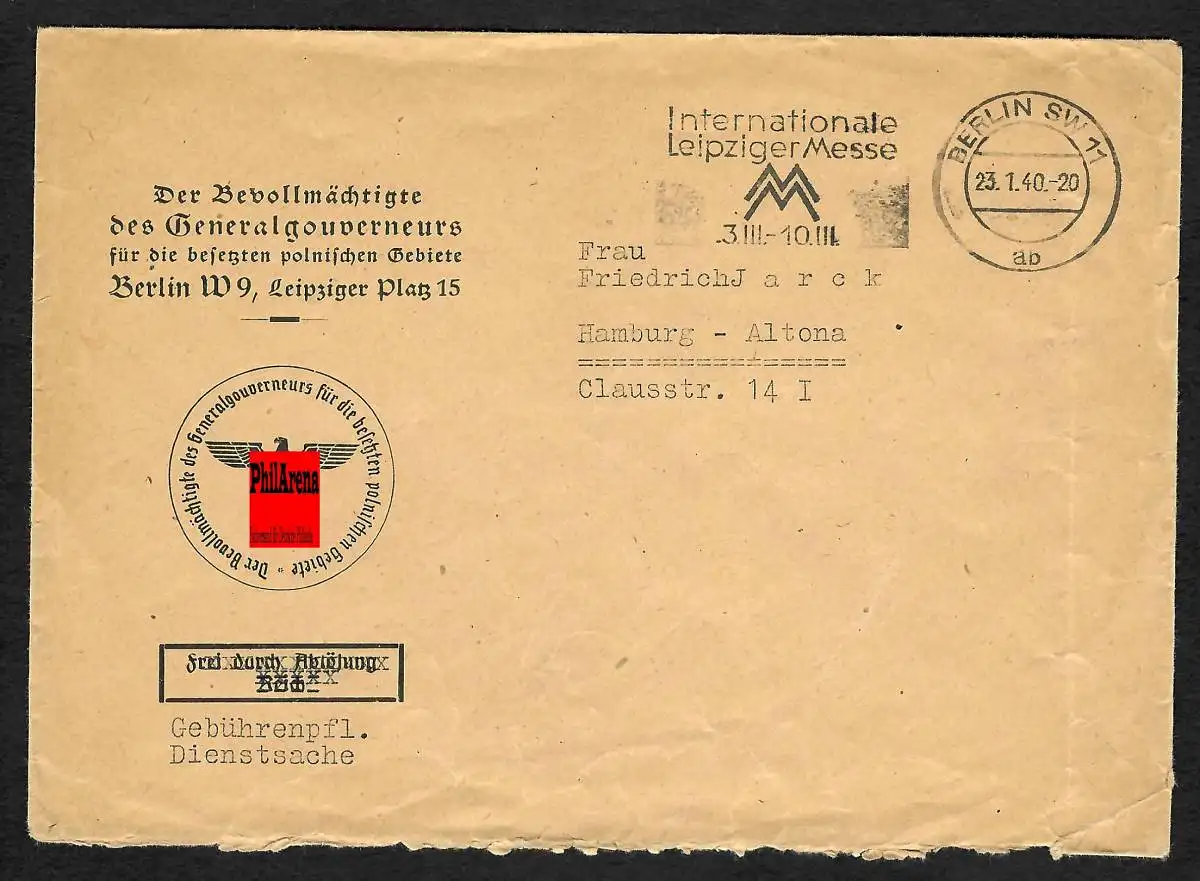 Der Bevollmächtigte
des Generalgouverneurs
für die besetzten polnischen Gebiete
Berlin W 9, Leipziger Platz 15
Internationale
Leipziger Messe
3.III.-10.III.
BERLIN SW 11
23.1.40.-20
ab
Frau
FriedrichJ a r c k
Hamburg - Altona
================
Clausstr. 14 I
Der Bevollmächtigte des Generalgouverneurs für die besetzten polnischen Gebiete
PhilArena
Frei durch Ablösung
Reich
Gebührenpfl.
Dienstsache